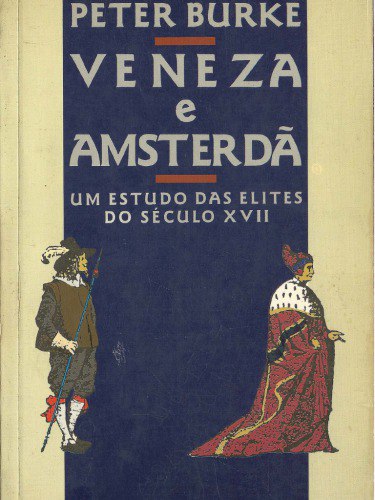 PETER BURKE
VENEZA
e
AMSTERDÃ
UM ESTUDO DAS ELITES
DO SÉCULO XVII